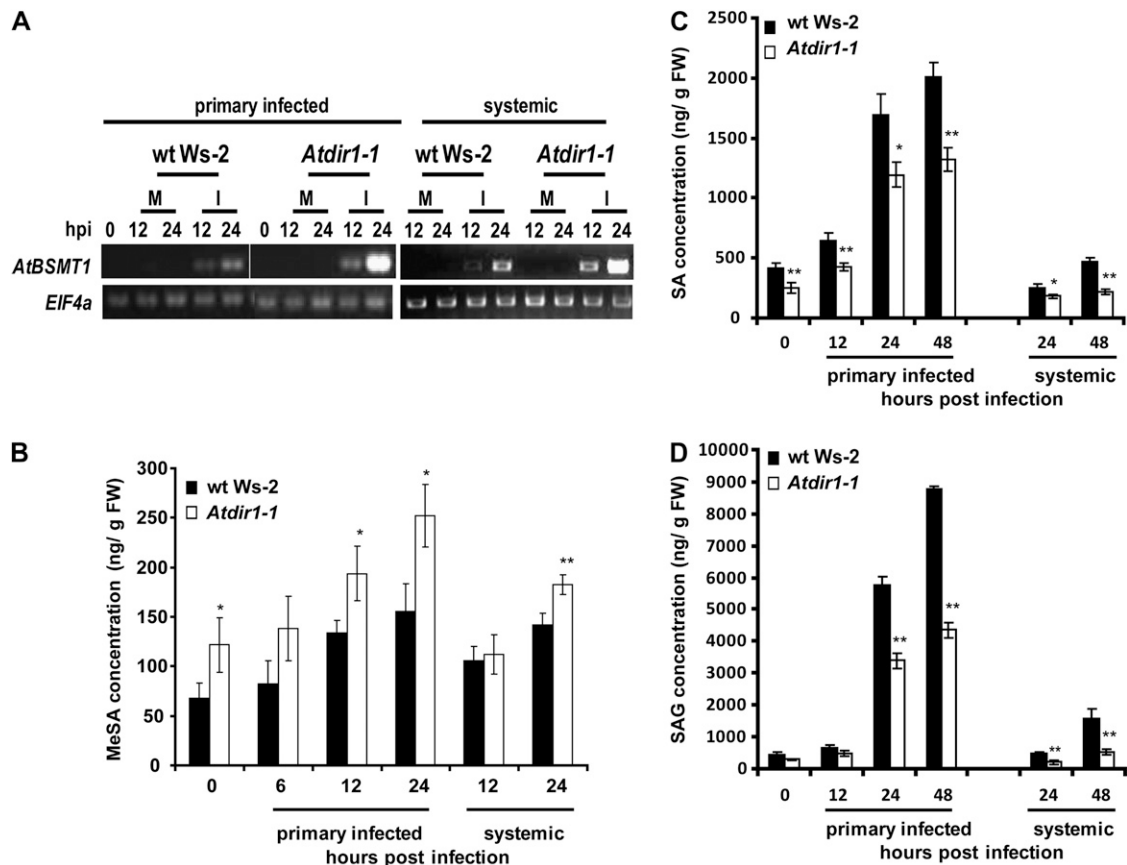 A
primary infected systemic
wt Ws-2 Atdir1-1 wt Ws-2 Atdir1-1
M I M I M I M I
hpi 0 12 24 12 24 0 12 24 12 24 12 24 12 24 12 24 12 24
AtBSMT1
EIF4a
B
MeSA concentration (ng/ g FW)
300
250
200
150
100
50
0
wt Ws-2
Atdir1-1
* * * **
0 6 12 24 12 24
primary infected systemic
hours post infection
C
SA concentration (ng/ g FW)
2500
2000
1500
1000
500
0
wt Ws-2
Atdir1-1
** ** * ** * **
0 12 24 48 24 48
primary infected systemic
hours post infection
D
SAG concentration (ng/ g FW)
10000
9000
8000
7000
6000
5000
4000
3000
2000
1000
0
wt Ws-2
Atdir1-1
** ** ** **
0 12 24 48 24 48
primary infected systemic
hours post infection